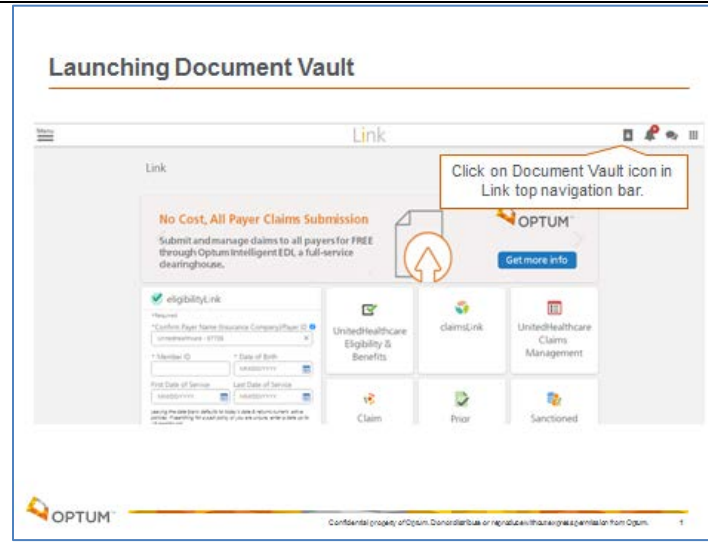 Launching Document Vault
Menu
Link
Link
Click on Document Vault icon in
Link top navigation bar.
No Cost, All Payer Claims Submission
Submit and manage claims to all payers for FREE
through Optum Intelligent EDI, a full-service
clearinghouse.
OPTUM™
Get more info
eligibilityLink
*Required
*Confirm Payer Name (Insurance Company)/Payer ID
UnitedHealthcare - 87726
* Member ID
* Date of Birth
MM/DD/YYYY
First Date of Service
Last Date of Service
MM/DD/YYYY
MM/DD/YYYY
UnitedHealthcare
Eligibility &
Benefits
claimsLink
UnitedHealthcare
Claims
Management
Claim
Prior
Sanctioned
OPTUM™
Confidential property of Optum. Do not distribute or reproduce without express permission from Optum.
1